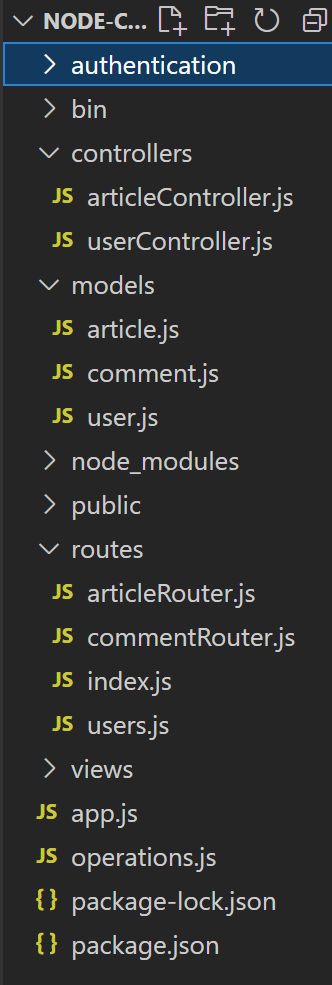 NODE-C...
authentication
bin
controllers
JS articleController.js
JS userController.js
models
JS article.js
JS comment.js
JS user.js
node_modules
public
routes
JS articleRouter.js
JS commentRouter.js
JS index.js
JS users.js
views
JS app.js
JS operations.js
{} package-lock.json
{} package.json